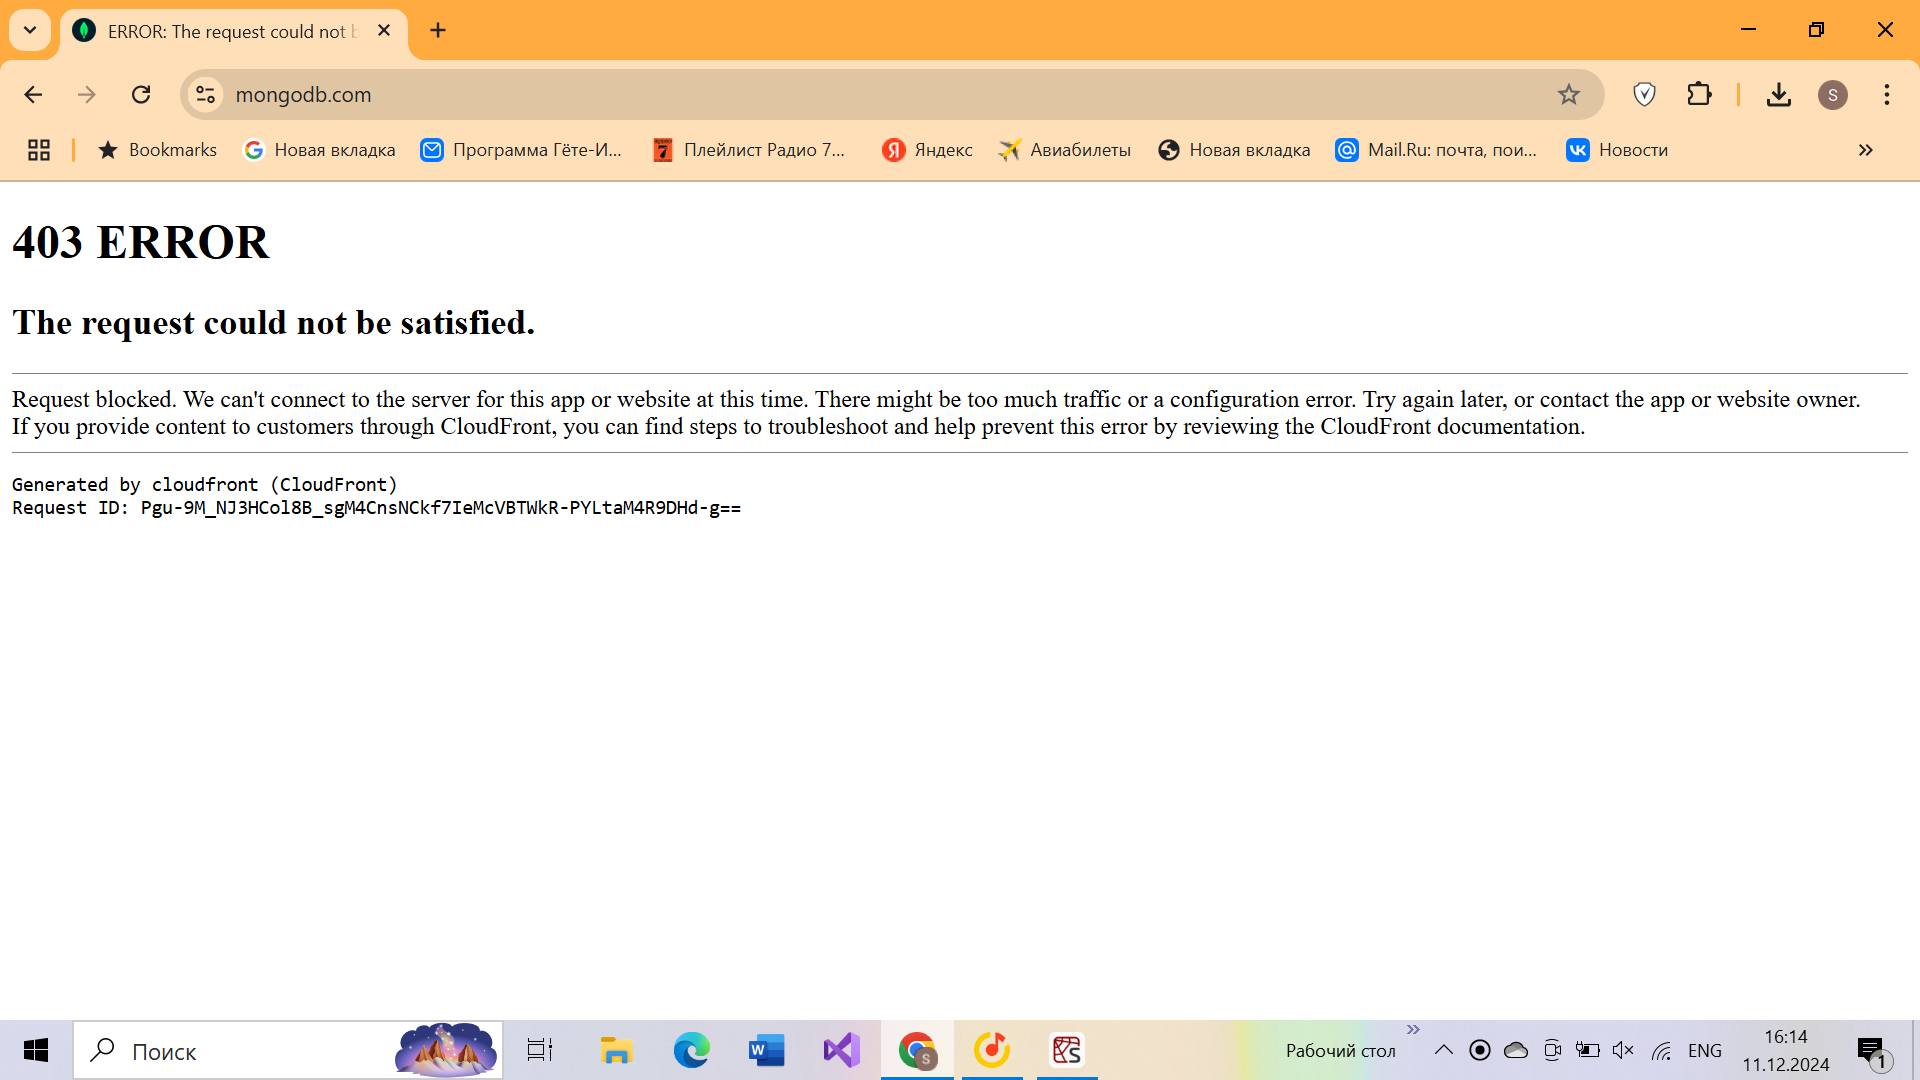 ERROR: The request could not b
mongodb.com
S
Bookmarks
Новая вкладка
Программа Гёте-И...
Плейлист Радио 7...
Яндекс
Авиабилеты
Новая вкладка
Mail.Ru: почта, пои...
Новости
403 ERROR
The request could not be satisfied.
Request blocked. We can't connect to the server for this app or website at this time. There might be too much traffic or a configuration error. Try again later, or contact the app or website owner.
If you provide content to customers through CloudFront, you can find steps to troubleshoot and help prevent this error by reviewing the CloudFront documentation.
Generated by cloudfront (CloudFront)
Request ID: Pgu-9M_NJ3HCol8B_sgM4CnsNCkf7IeMcVBTWkR-PYLtaM4R9DHd-g==
Поиск
Рабочий стол
ENG
16:14
11.12.2024
1